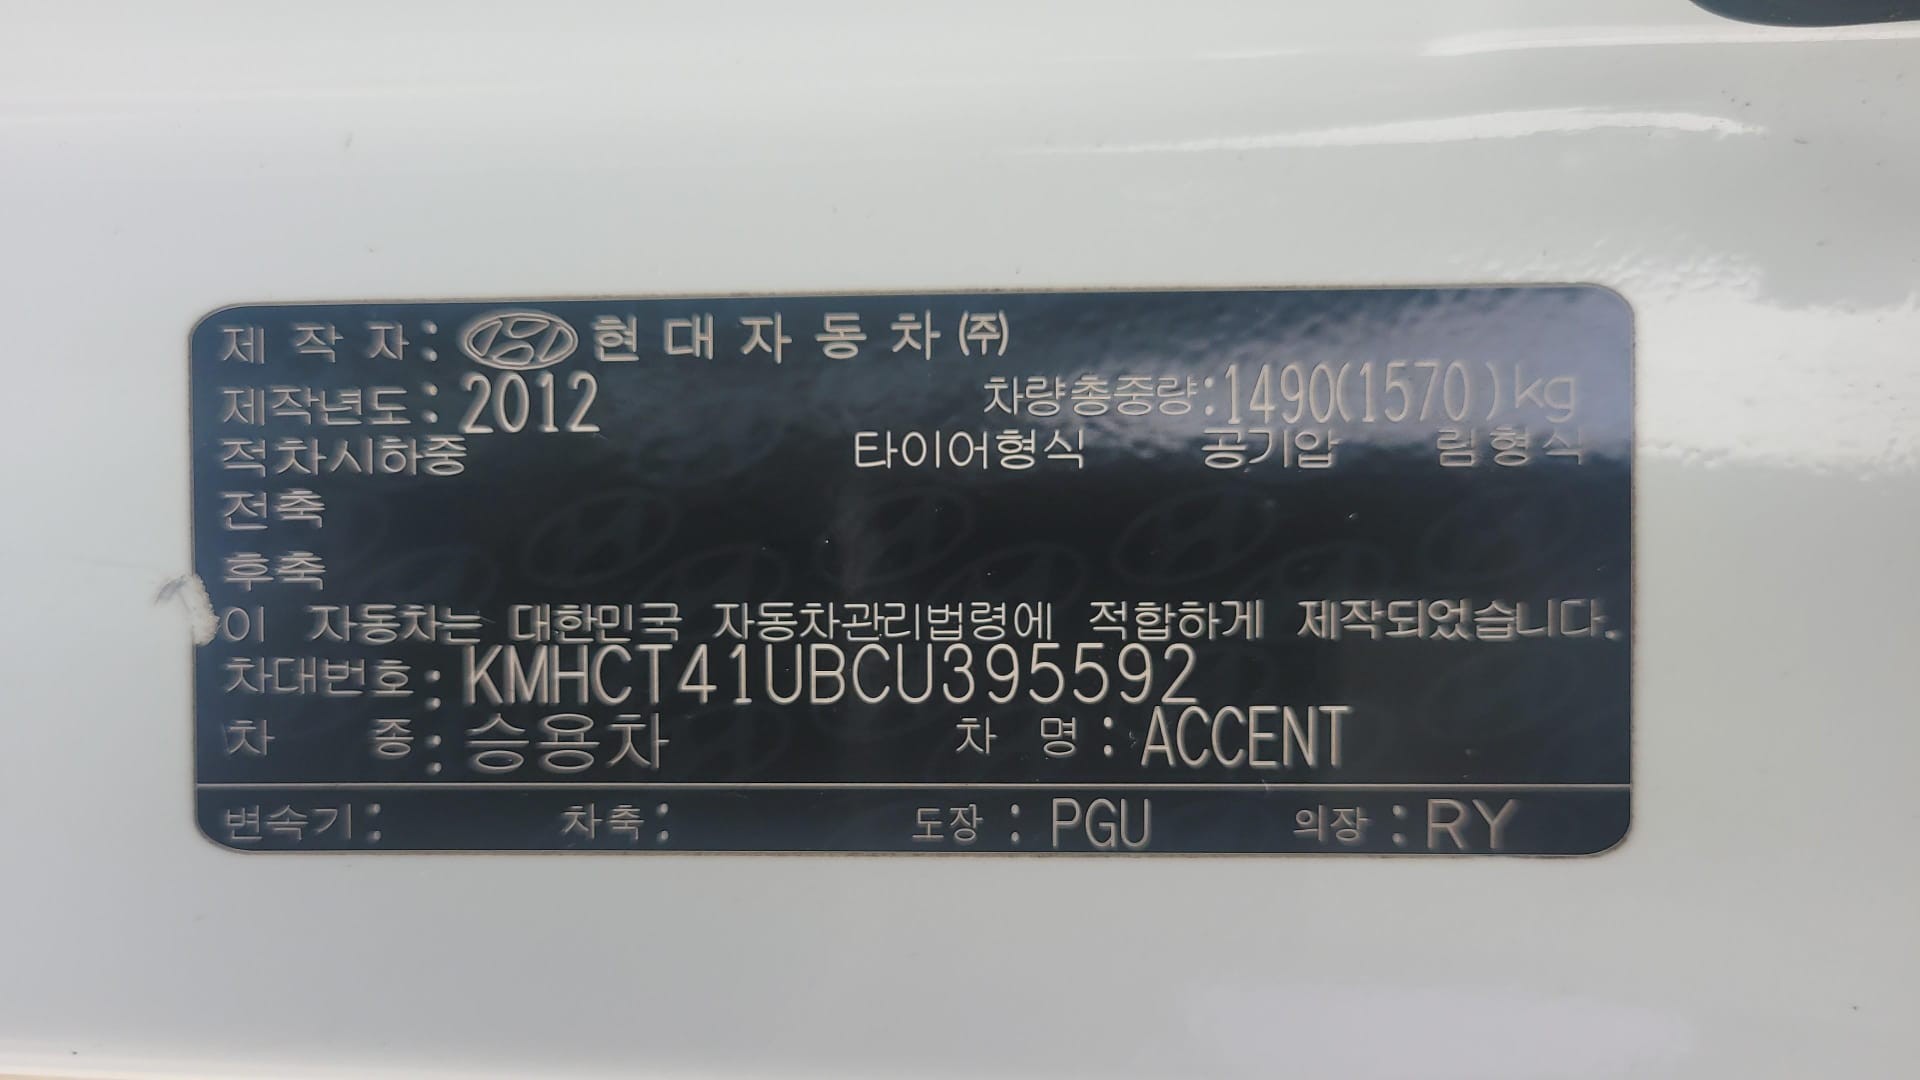 제 작 자 : 현 대 자 동 차 (주)
제작년도 : 2012 차량총중량 : 1490(1570)kg
적차시하중 타이어형식 공기압 림형식
전축
후축
이 자동차는 대한민국 자동차관리법령에 적합하게 제작되었습니다.
차대번호 : KMHCT41UBCU395592
차 종 : 승용차 차 명 : ACCENT
변속기 : 차축 : 도장 : PGU 의장 : RY